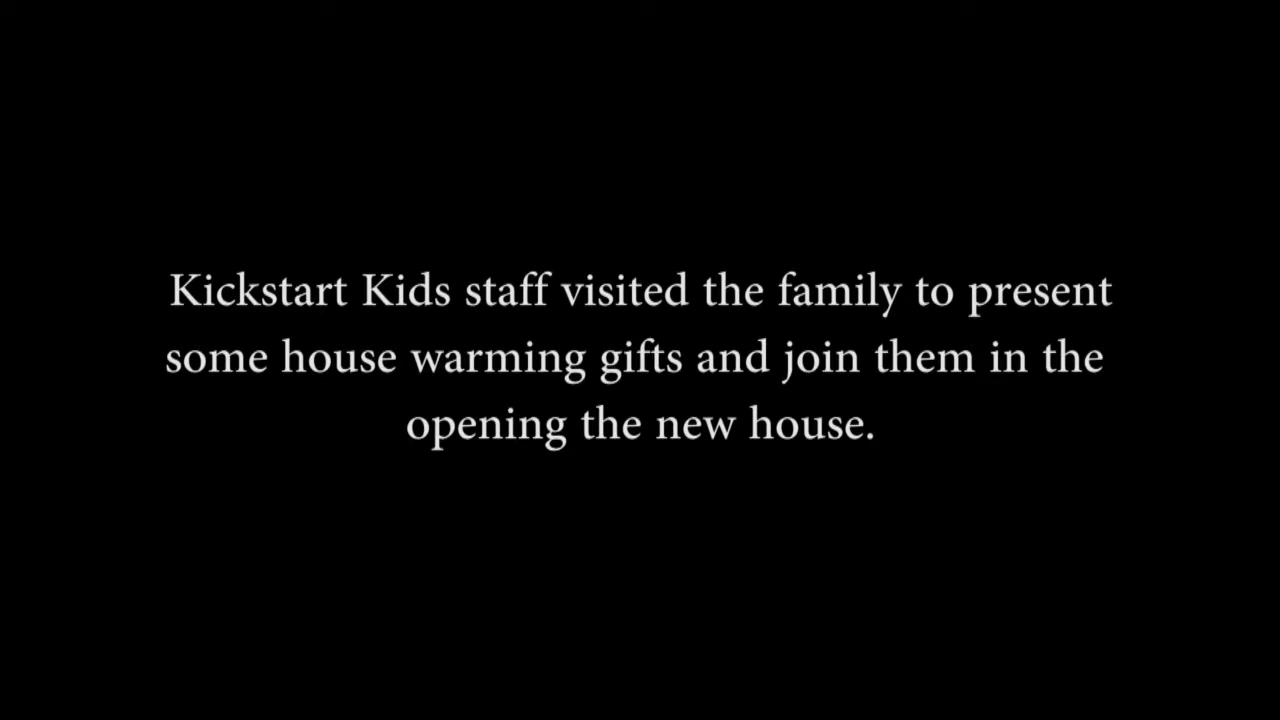 Kickstart Kids staff visited the family to present
some house warming gifts and join them in the
opening the new house.